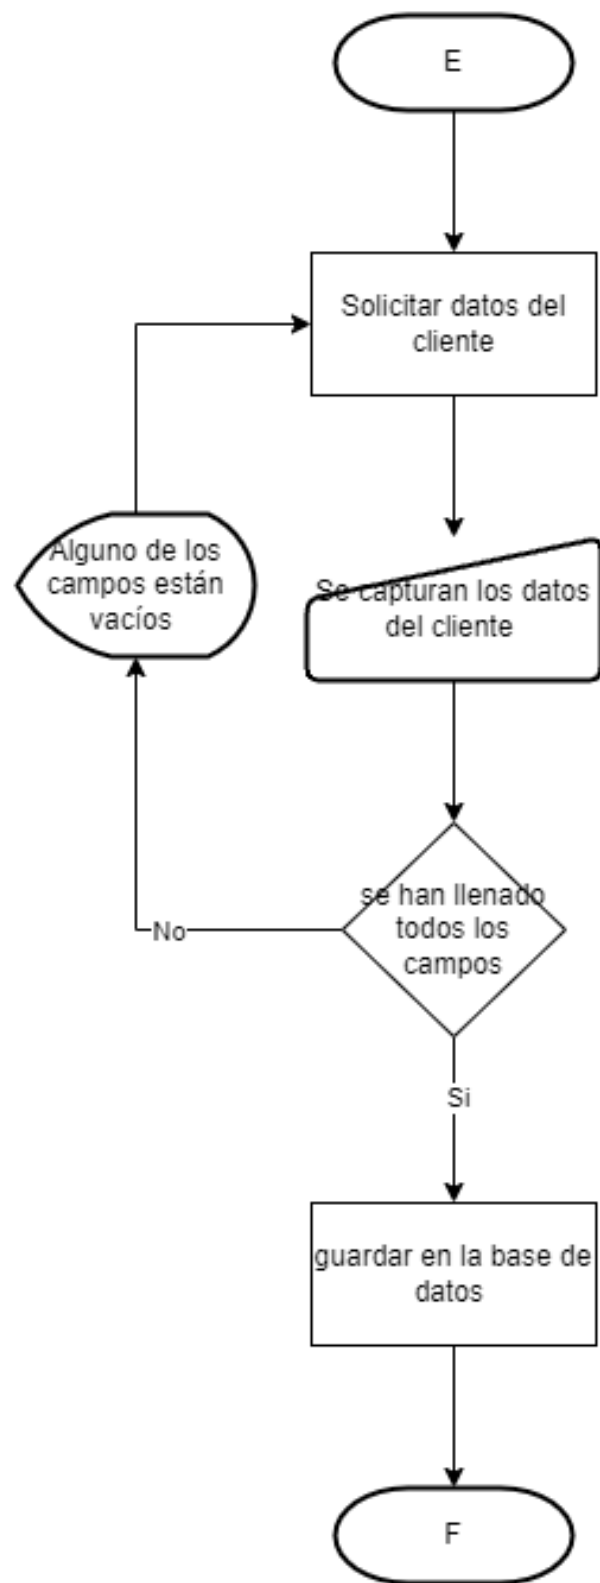 E
Solicitar datos del
cliente
Alguno de los
campos están
vacíos
Se capturan los datos
del cliente
se han llenado
todos los
campos
No
Si
guardar en la base de
datos
F